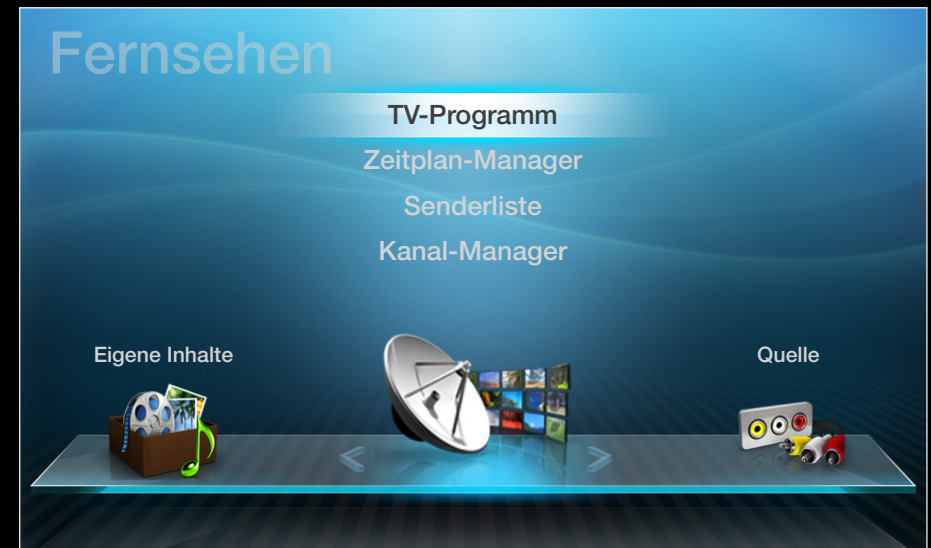 Fernsehen
TV-Programm
Zeitplan-Manager
Senderliste
Kanal-Manager
Eigene Inhalte
Quelle